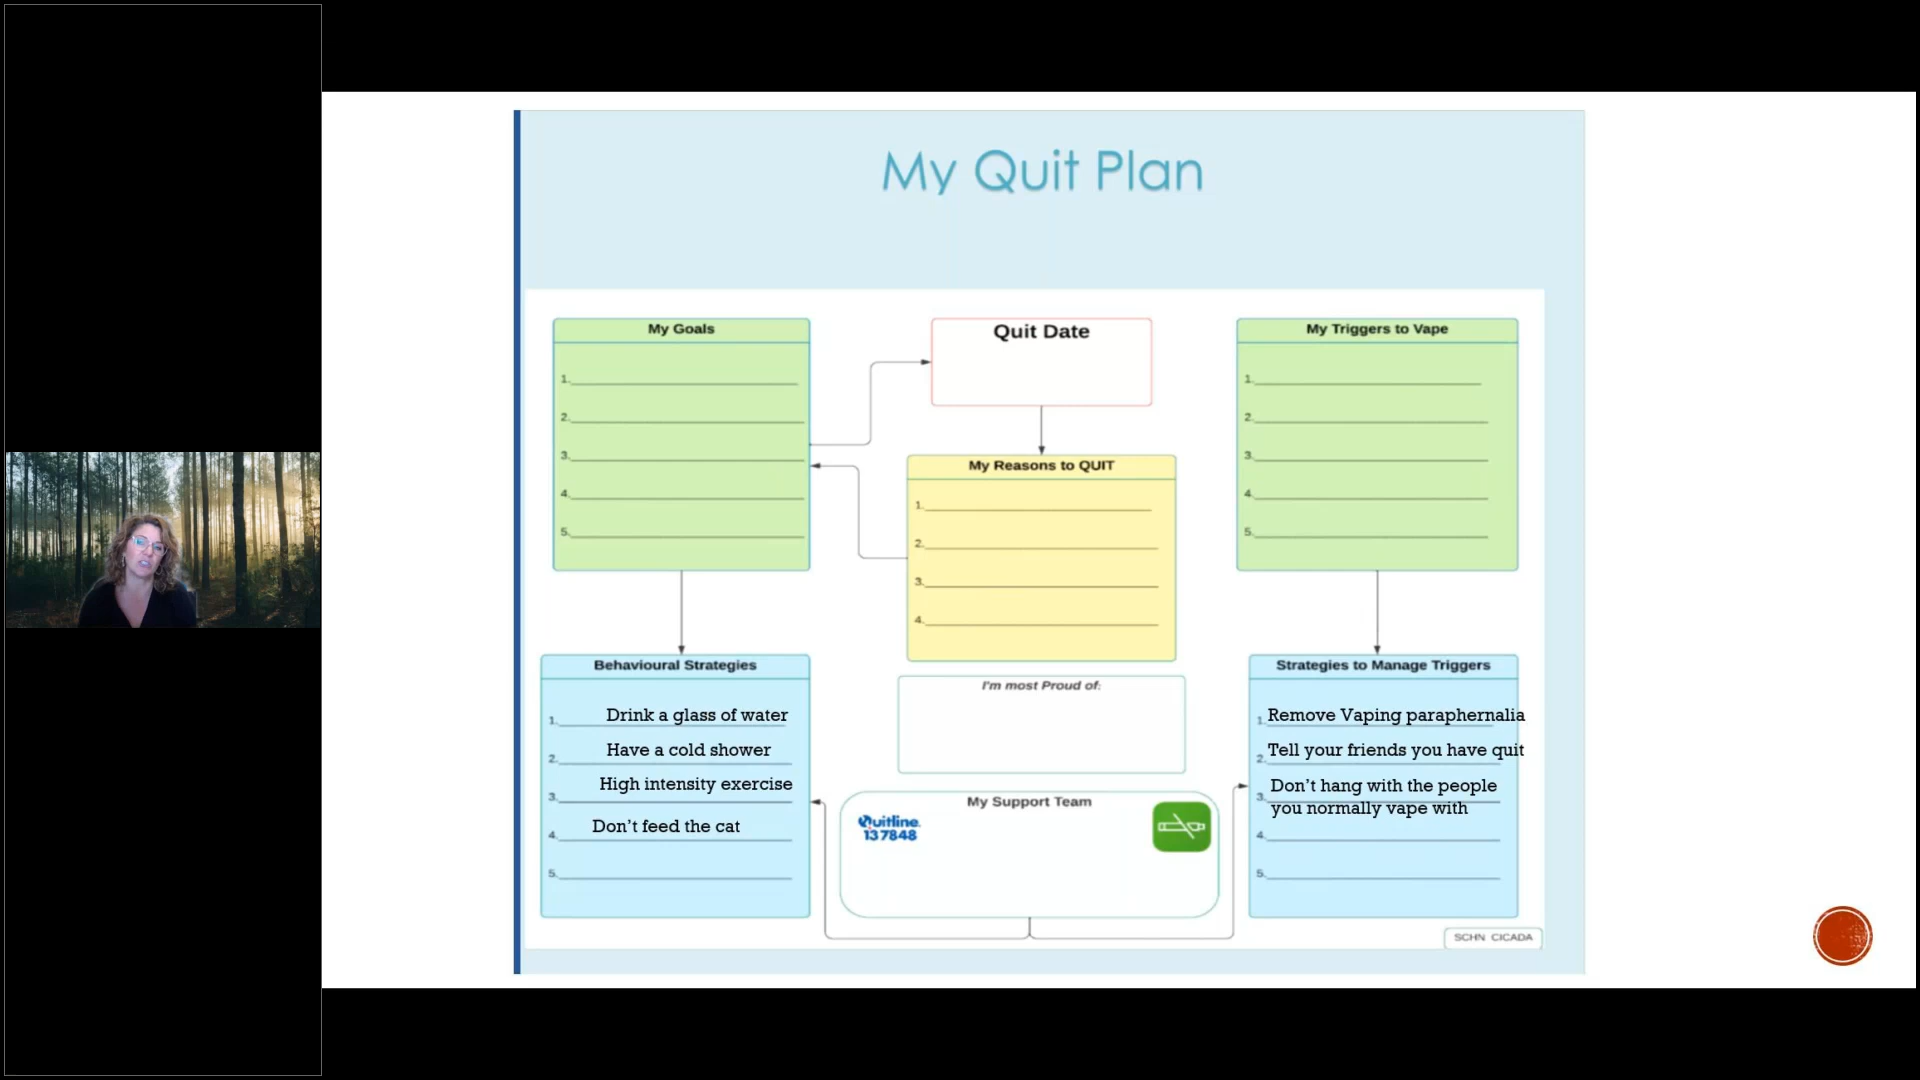 My Quit Plan
My Goals
1.
2.
3.
4.
5.
Quit Date
My Triggers to Vape
1.
2.
3.
4.
5.
My Reasons to QUIT
1.
2.
3.
4.
Behavioural Strategies
1. Drink a glass of water
2. Have a cold shower
3. High intensity exercise
4. Don't feed the cat
5.
I'm most Proud of:
My Support Team
Quitline.
13 7848
Strategies to Manage Triggers
1. Remove Vaping paraphernalia
2. Tell your friends you have quit
3. Don't hang with the people
you normally vape with
4.
5.
SCHN CICADA